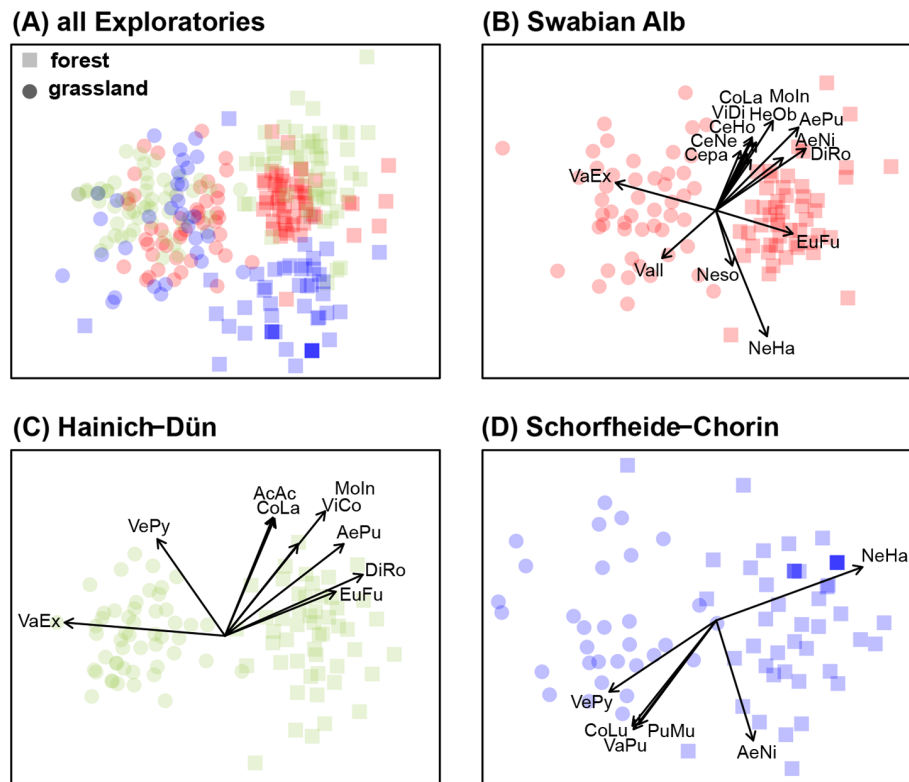 (A) all Exploratories
forest
grassland
(B) Swabian Alb
CoLa
MoIn
ViDi
HeOb
AePu
CeHo
CeNe
AeNi
Cepa
DiRo
VaEx
EuFu
Vall
Neso
NeHa
(C) Hainich–Dün
AcAc
MoIn
CoLa
ViCo
VePy
AePu
DiRo
EuFu
VaEx
(D) Schorfheide–Chorin
NeHa
VePy
CoLu
PuMu
VaPu
AeNi